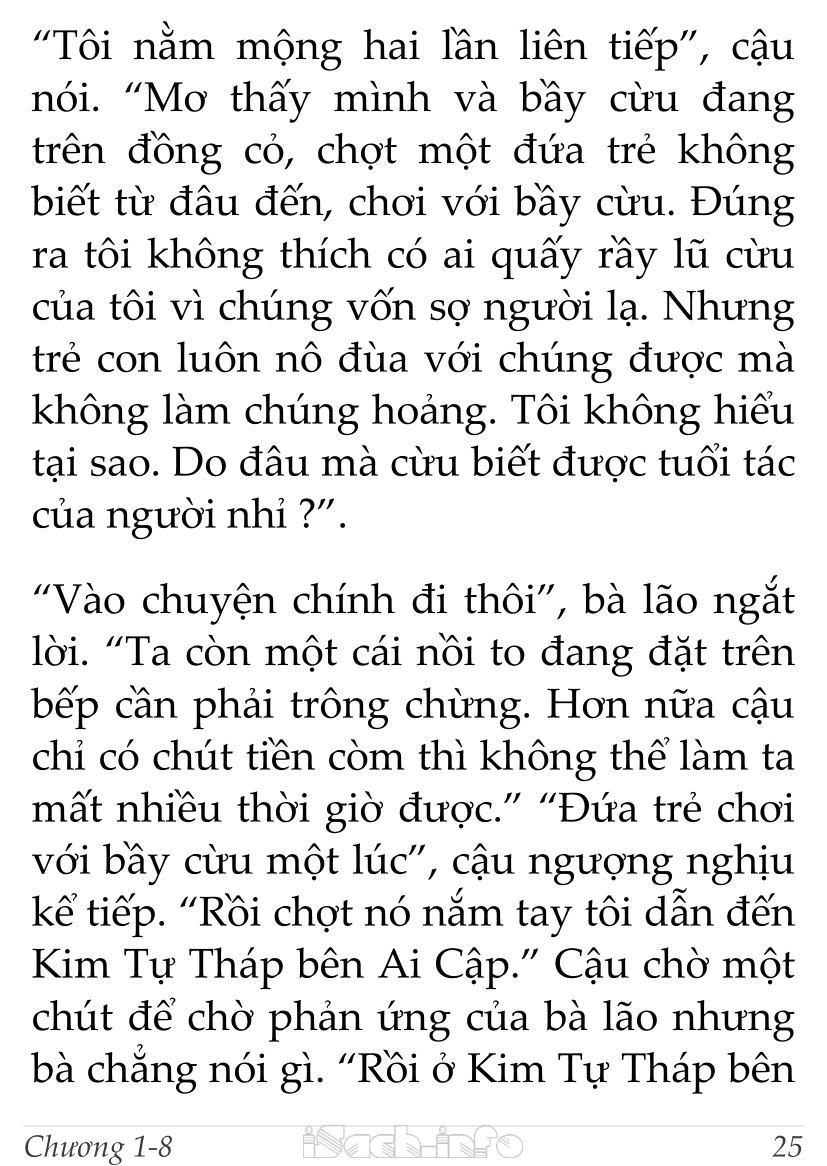 “Tôi nằm mộng hai lần liên tiếp”, cậu
nói. “Mơ thấy mình và bầy cừu đang
trên đồng cỏ, chợt một đứa trẻ không
biết từ đâu đến, chơi với bầy cừu. Đúng
ra tôi không thích có ai quấy rầy lũ cừu
của tôi vì chúng vốn sợ người lạ. Nhưng
trẻ con luôn nô đùa với chúng được mà
không làm chúng hoảng. Tôi không hiểu
tại sao. Do đâu mà cừu biết được tuổi tác
của người nhỉ ?”.
“Vào chuyện chính đi thôi”, bà lão ngắt
lời. “Ta còn một cái nồi to đang đặt trên
bếp cần phải trông chừng. Hơn nữa cậu
chỉ có chút tiền còm thì không thể làm ta
mất nhiều thời giờ được.” “Đứa trẻ chơi
với bầy cừu một lúc”, cậu ngượng nghịu
kể tiếp. “Rồi chợt nó nắm tay tôi dẫn đến
Kim Tự Tháp bên Ai Cập.” Cậu chờ một
chút để chờ phản ứng của bà lão nhưng
bà chẳng nói gì. “Rồi ở Kim Tự Tháp bên
Chương 1-8 iSach.info 25